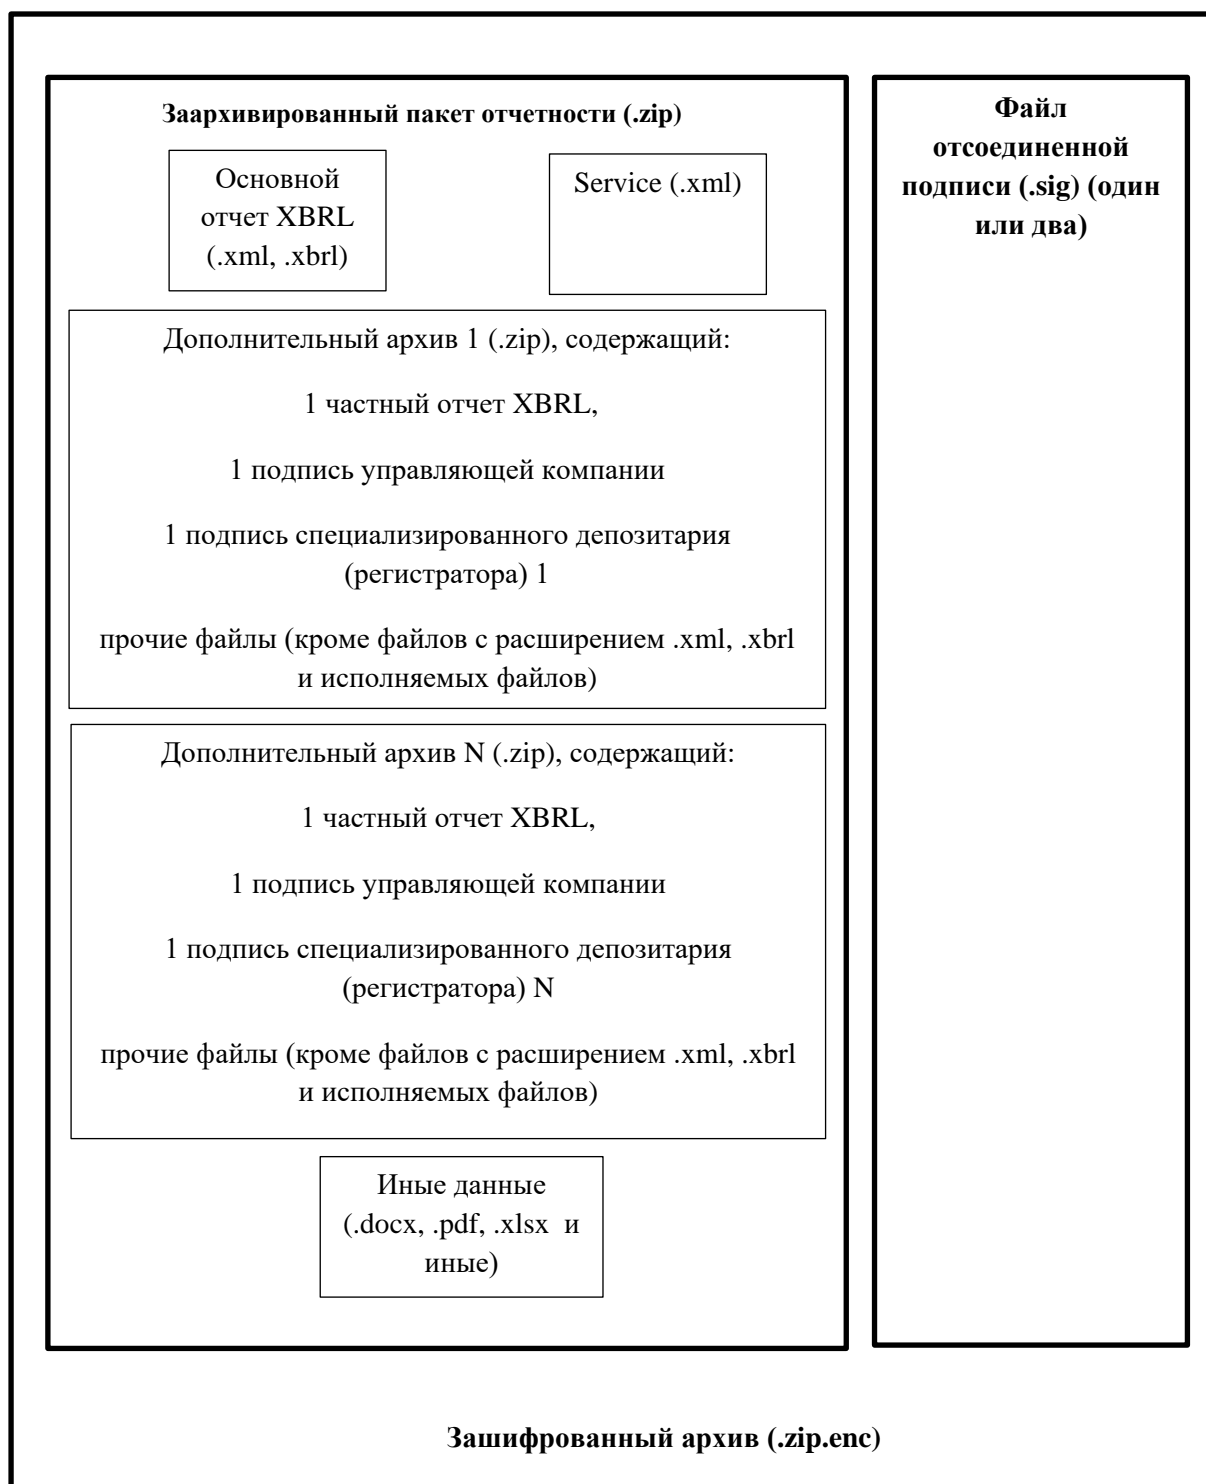 Заархивированный пакет отчетности (.zip)
Основной
отчет XBRL
(.xml, .xbrl)
Service (.xml)
Дополнительный архив 1 (.zip), содержащий:
1 частный отчет XBRL,
1 подпись управляющей компании
1 подпись специализированного депозитария
(регистратора) 1
прочие файлы (кроме файлов с расширением .xml, .xbrl
и исполняемых файлов)
Дополнительный архив N (.zip), содержащий:
1 частный отчет XBRL,
1 подпись управляющей компании
1 подпись специализированного депозитария
(регистратора) N
прочие файлы (кроме файлов с расширением .xml, .xbrl
и исполняемых файлов)
Иные данные
(.docx, .pdf, .xlsx и
иные)
Файл
отсоединенной
подписи (.sig) (один
или два)
Зашифрованный архив (.zip.enc)